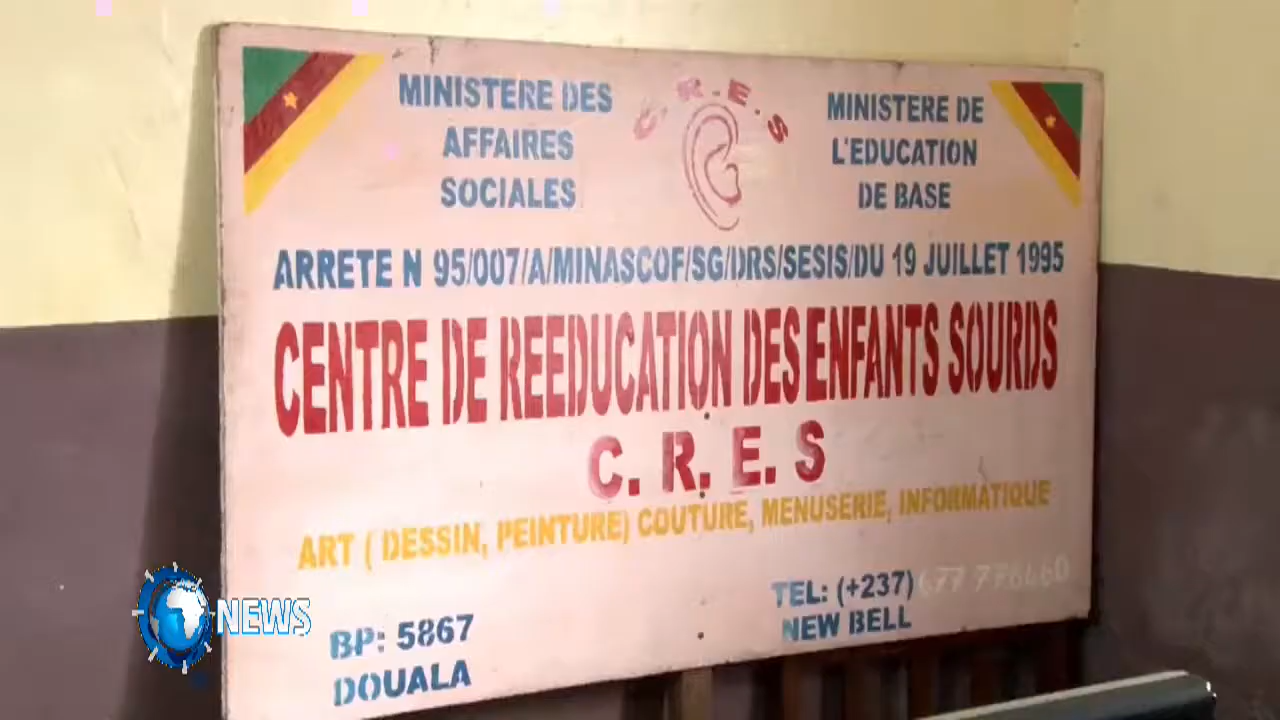 MINISTERE DES
AFFAIRES
SOCIALES
C.R.E.S
MINISTERE DE
L'EDUCATION
DE BASE
ARRETE N 95/007/A/MINASCOF/SG/DRS/SESIS/DU 19 JUILLET 1995
CENTRE DE REEDUCATION DES ENFANTS SOURDS
C. R. E. S
ART ( DESSIN, PEINTURE) COUTURE, MENUSERIE, INFORMATIQUE
BP: 5867
DOUALA
TEL: (+237)
NEW BELL
NEWS